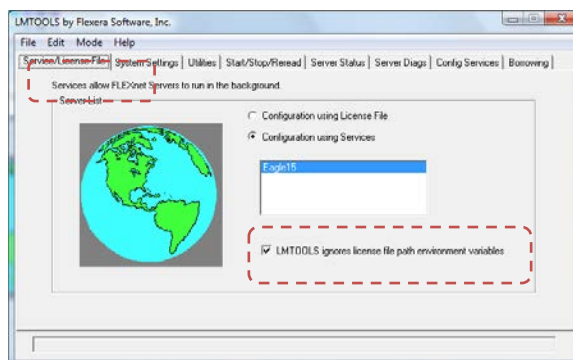 LMTOOLS by Flexera Software, Inc.
File Edit Mode Help
Service/License File System Settings Utilities Start/Stop/Reread Server Status Server Diags Config Services Borrowing
Services allow FLEXnet Servers to run in the background.
Server List
Configuration using License File
Configuration using Services
Eagle15
LMTOOLS ignores license file path environment variables